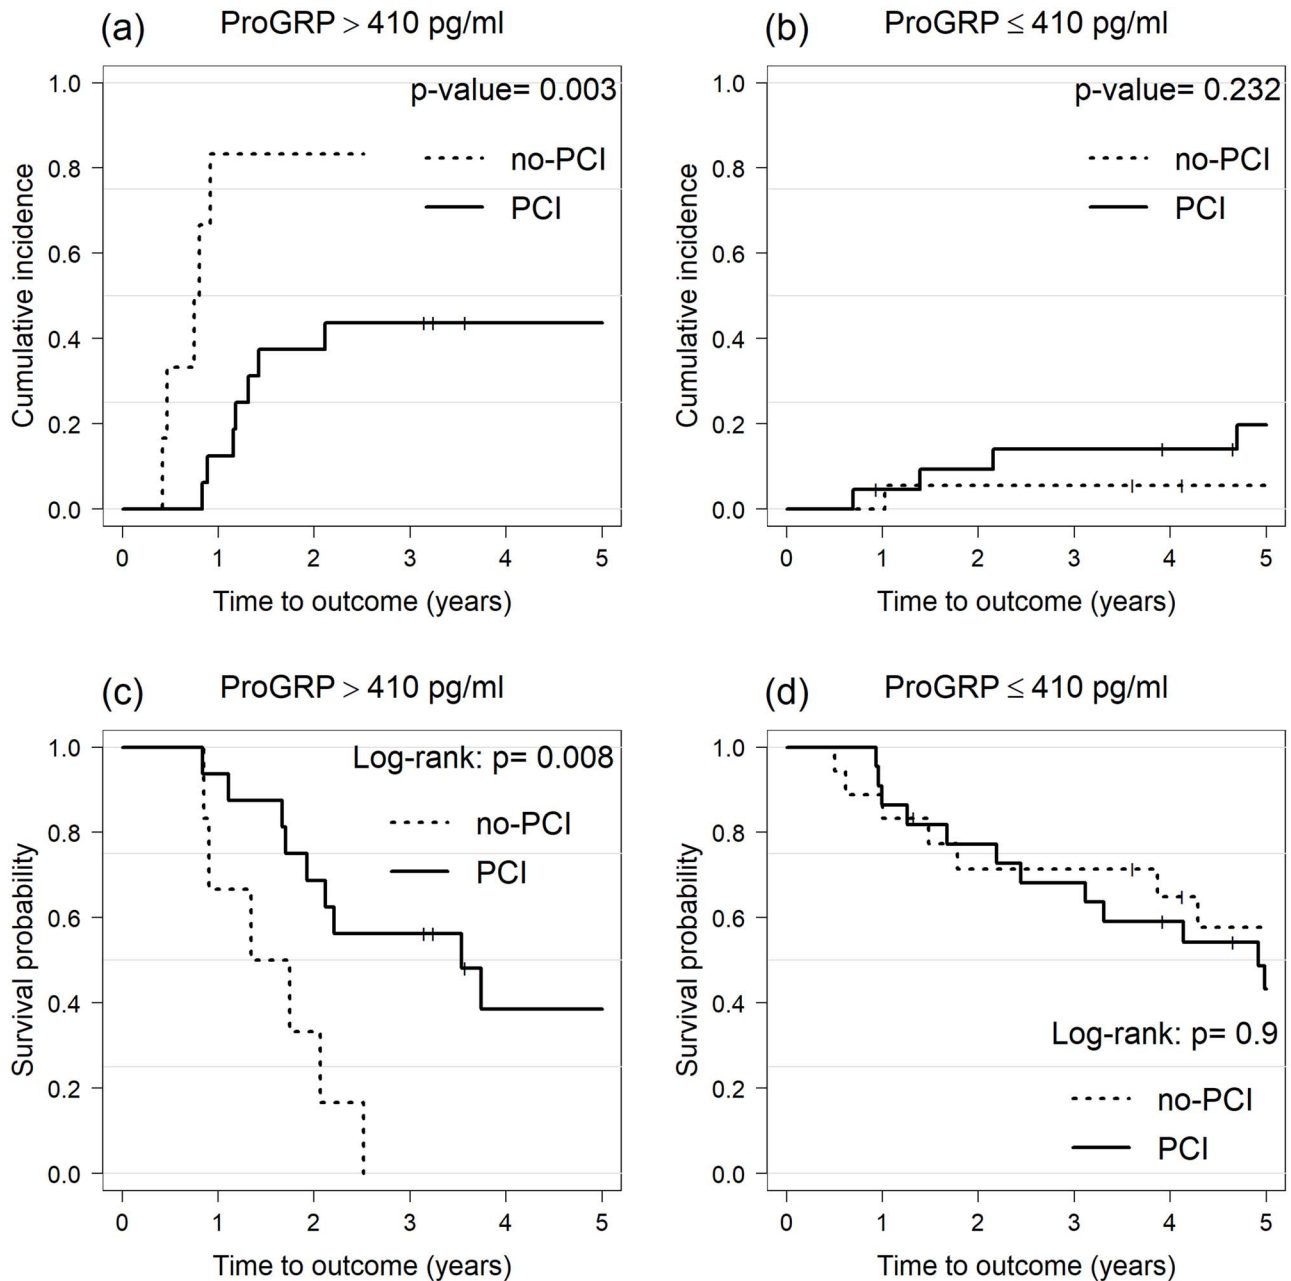 (a) ProGRP > 410 pg/ml
p-value= 0.003
no-PCI
PCI
Cumulative incidence
1.0
0.8
0.6
0.4
0.2
0.0
0 1 2 3 4 5
Time to outcome (years)
(b) ProGRP ≤ 410 pg/ml
p-value= 0.232
no-PCI
PCI
Cumulative incidence
1.0
0.8
0.6
0.4
0.2
0.0
0 1 2 3 4 5
Time to outcome (years)
(c) ProGRP > 410 pg/ml
Log-rank: p= 0.008
no-PCI
PCI
Survival probability
1.0
0.8
0.6
0.4
0.2
0.0
0 1 2 3 4 5
Time to outcome (years)
(d) ProGRP ≤ 410 pg/ml
Survival probability
1.0
0.8
0.6
0.4
0.2
0.0
Log-rank: p= 0.9
no-PCI
PCI
0 1 2 3 4 5
Time to outcome (years)